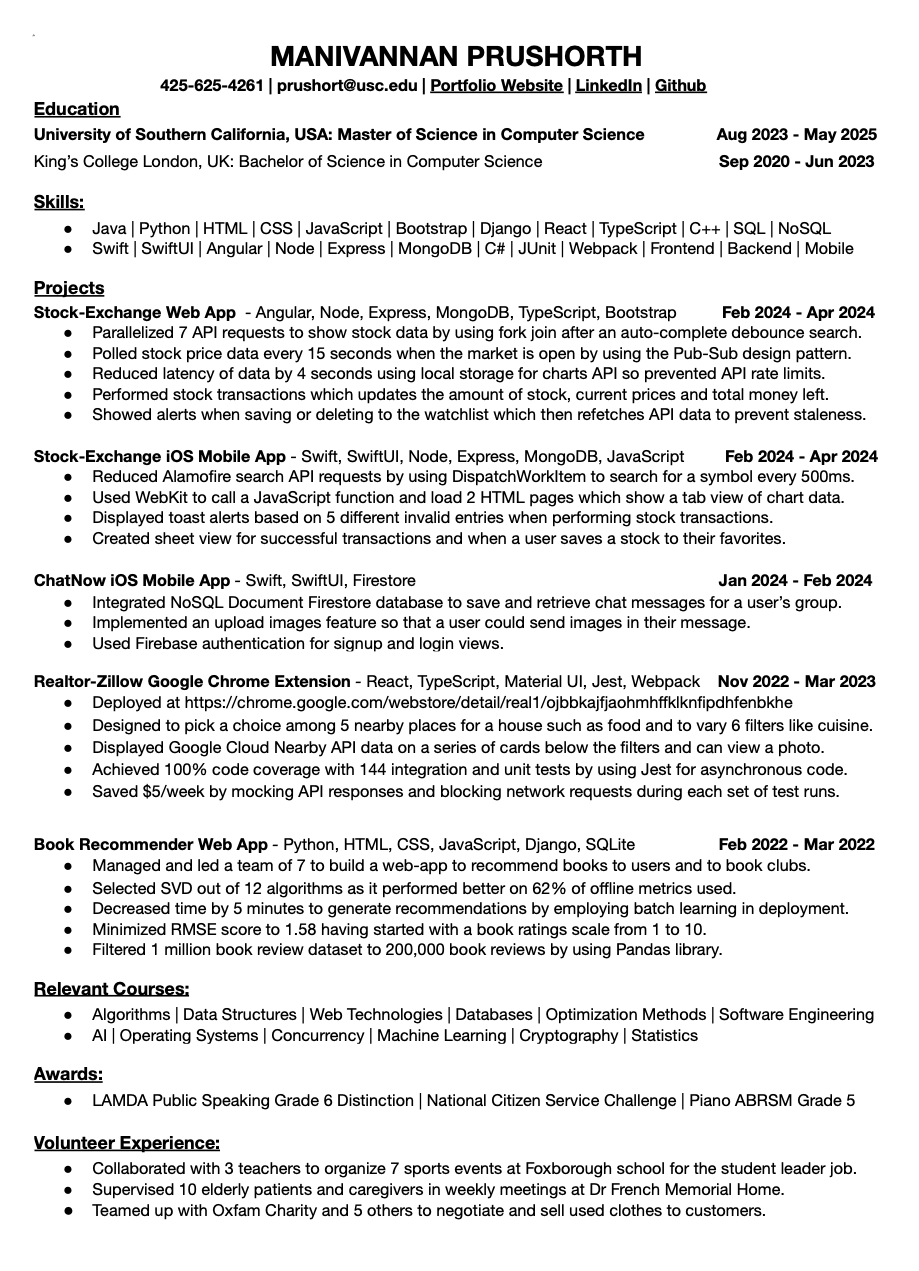 MANIVANNAN PRUSHORTH
425-625-4261 | prushort@usc.edu | Portfolio Website | LinkedIn | Github
Education
University of Southern California, USA: Master of Science in Computer Science Aug 2023 - May 2025
King's College London, UK: Bachelor of Science in Computer Science Sep 2020 - Jun 2023
Skills:
● Java | Python | HTML | CSS | JavaScript | Bootstrap | Django | React | TypeScript | C++ | SQL | NoSQL
● Swift | SwiftUI | Angular | Node | Express | MongoDB | C# | JUnit | Webpack | Frontend | Backend | Mobile
Projects
Stock-Exchange Web App - Angular, Node, Express, MongoDB, TypeScript, Bootstrap Feb 2024 - Apr 2024
● Parallelized 7 API requests to show stock data by using fork join after an auto-complete debounce search.
● Polled stock price data every 15 seconds when the market is open by using the Pub-Sub design pattern.
● Reduced latency of data by 4 seconds using local storage for charts API so prevented API rate limits.
● Performed stock transactions which updates the amount of stock, current prices and total money left.
● Showed alerts when saving or deleting to the watchlist which then refetches API data to prevent staleness.
Stock-Exchange iOS Mobile App - Swift, SwiftUI, Node, Express, MongoDB, JavaScript Feb 2024 - Apr 2024
● Reduced Alamofire search API requests by using DispatchWorkItem to search for a symbol every 500ms.
● Used WebKit to call a JavaScript function and load 2 HTML pages which show a tab view of chart data.
● Displayed toast alerts based on 5 different invalid entries when performing stock transactions.
● Created sheet view for successful transactions and when a user saves a stock to their favorites.
ChatNow iOS Mobile App - Swift, SwiftUI, Firestore Jan 2024 - Feb 2024
● Integrated NoSQL Document Firestore database to save and retrieve chat messages for a user's group.
● Implemented an upload images feature so that a user could send images in their message.
● Used Firebase authentication for signup and login views.
Realtor-Zillow Google Chrome Extension - React, TypeScript, Material UI, Jest, Webpack Nov 2022 - Mar 2023
● Deployed at https://chrome.google.com/webstore/detail/real1/ojbbkajfjaohmhffklknfipdhfenbkhe
● Designed to pick a choice among 5 nearby places for a house such as food and to vary 6 filters like cuisine.
● Displayed Google Cloud Nearby API data on a series of cards below the filters and can view a photo.
● Achieved 100% code coverage with 144 integration and unit tests by using Jest for asynchronous code.
● Saved $5/week by mocking API responses and blocking network requests during each set of test runs.
Book Recommender Web App - Python, HTML, CSS, JavaScript, Django, SQLite Feb 2022 - Mar 2022
● Managed and led a team of 7 to build a web-app to recommend books to users and to book clubs.
● Selected SVD out of 12 algorithms as it performed better on 62% of offline metrics used.
● Decreased time by 5 minutes to generate recommendations by employing batch learning in deployment.
● Minimized RMSE score to 1.58 having started with a book ratings scale from 1 to 10.
● Filtered 1 million book review dataset to 200,000 book reviews by using Pandas library.
Relevant Courses:
● Algorithms | Data Structures | Web Technologies | Databases | Optimization Methods | Software Engineering
● AI | Operating Systems | Concurrency | Machine Learning | Cryptography | Statistics
Awards:
● LAMDA Public Speaking Grade 6 Distinction | National Citizen Service Challenge | Piano ABRSM Grade 5
Volunteer Experience:
● Collaborated with 3 teachers to organize 7 sports events at Foxborough school for the student leader job.
● Supervised 10 elderly patients and caregivers in weekly meetings at Dr French Memorial Home.
● Teamed up with Oxfam Charity and 5 others to negotiate and sell used clothes to customers.